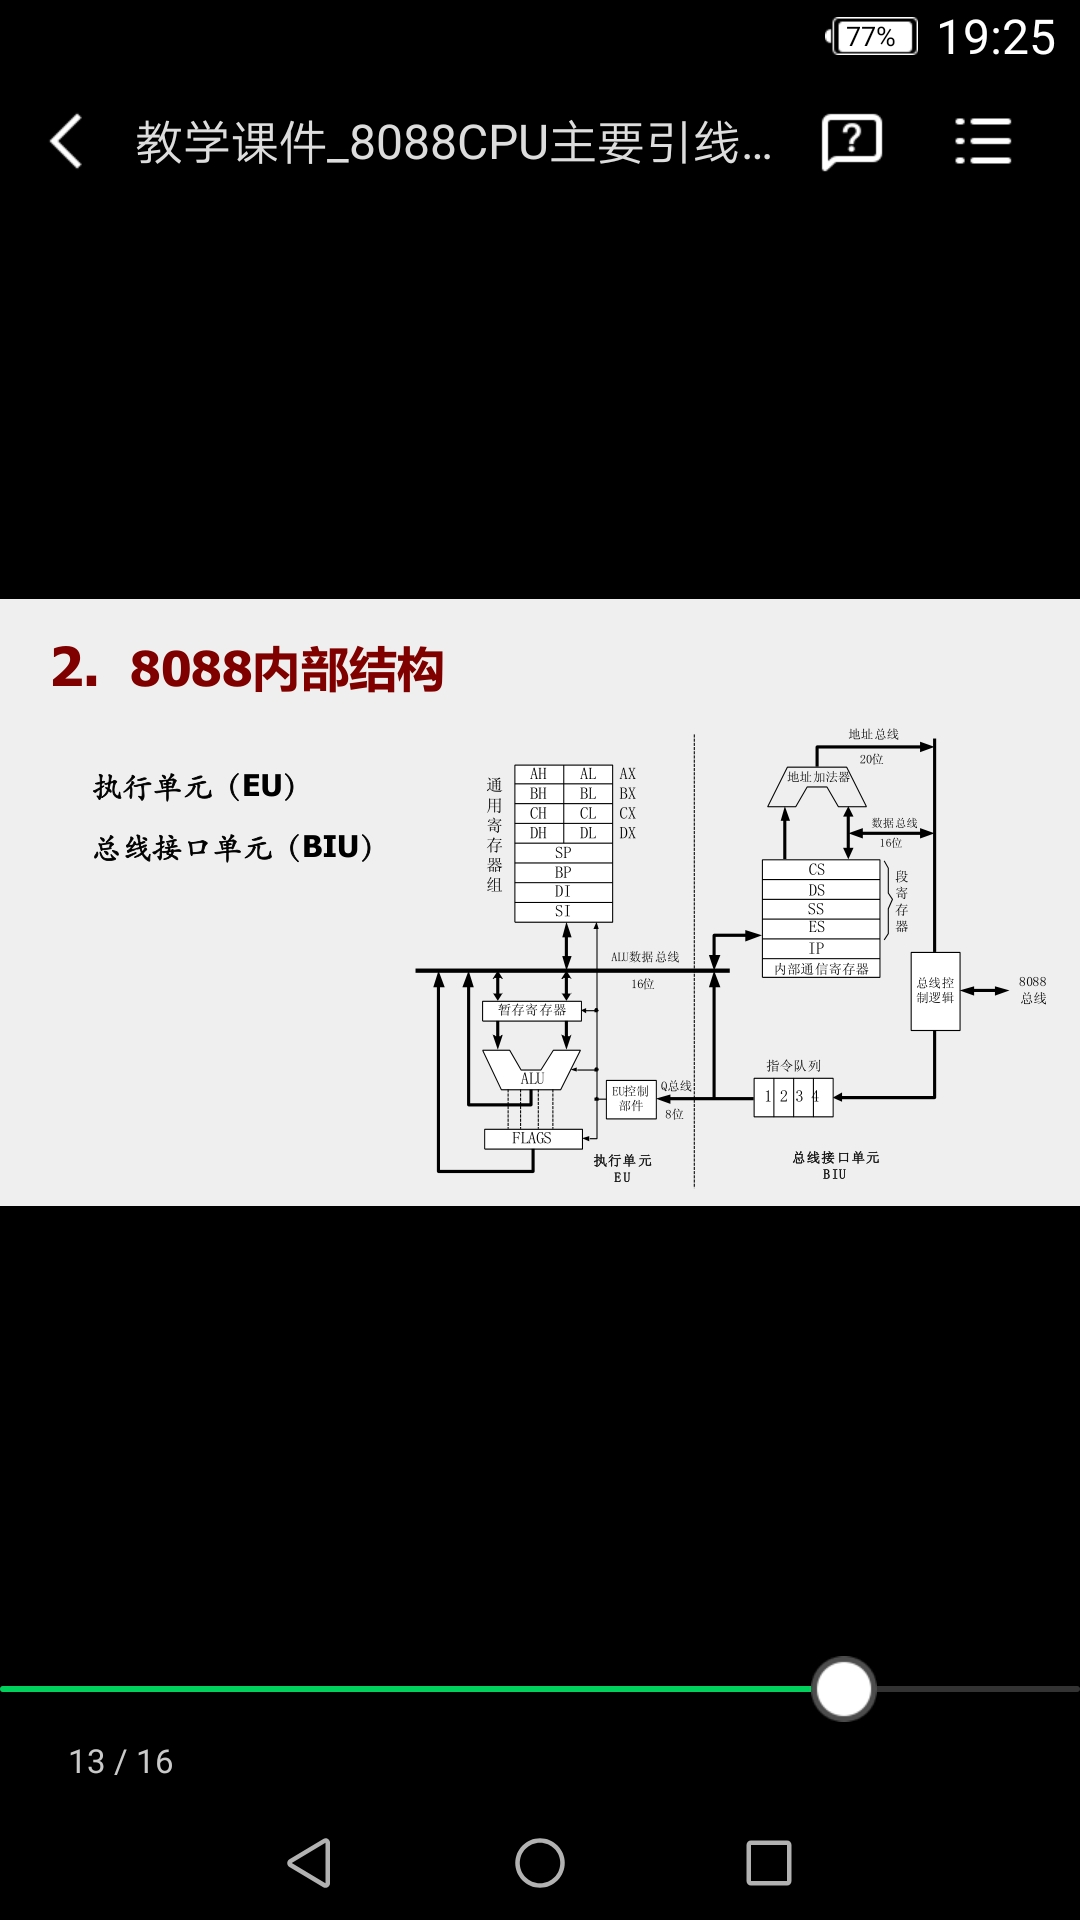 77% 19:25
教学课件_8088CPU主要引线...
2. 8088内部结构
执行单元（EU）
总线接口单元（BIU）
通用寄存器组
AH AL AX
BH BL BX
CH CL CX
DH DL DX
SP
BP
DI
SI
ALU数据总线
16位
暂存寄存器
ALU
FLAGS
EU控制
部件
Q总线
8位
执行单元
EU
地址总线
20位
地址加法器
数据总线
16位
CS
DS
SS
ES
IP
内部通信寄存器
段寄存器
总线控
制逻辑
8088
总线
指令队列
1 2 3 4
总线接口单元
BIU
13 / 16